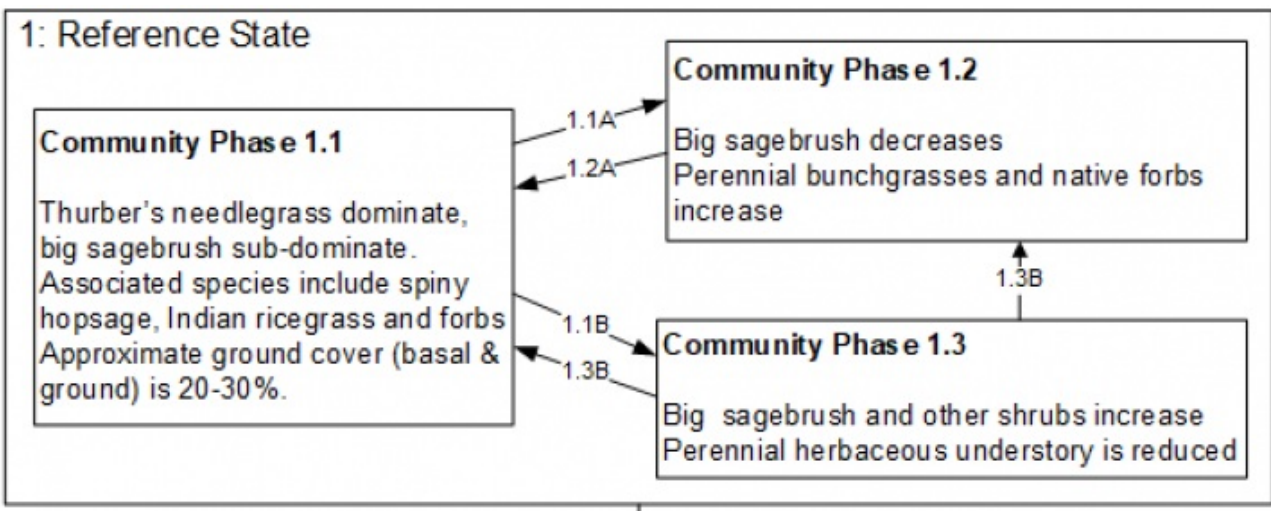 1: Reference State
Community Phase 1.1
Thurber's needlegrass dominate,
big sagebrush sub-dominate.
Associated species include spiny
hopsage, Indian ricegrass and forbs
Approximate ground cover (basal &
ground) is 20-30%.
1.1A
1.2A
1.1B
1.3B
Community Phase 1.2
Big sagebrush decreases
Perennial bunchgrasses and native forbs
increase
1.3B
Community Phase 1.3
Big sagebrush and other shrubs increase
Perennial herbaceous understory is reduced